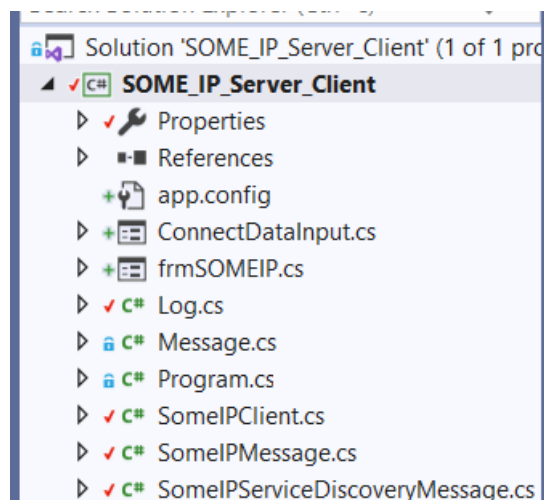 Solution 'SOME_IP_Server_Client' (1 of 1 pro
C# SOME_IP_Server_Client
Properties
References
app.config
ConnectDataInput.cs
frmSOMEIP.cs
C# Log.cs
C# Message.cs
C# Program.cs
C# SomeIPClient.cs
C# SomeIPMessage.cs
C# SomeIPServiceDiscoveryMessage.cs